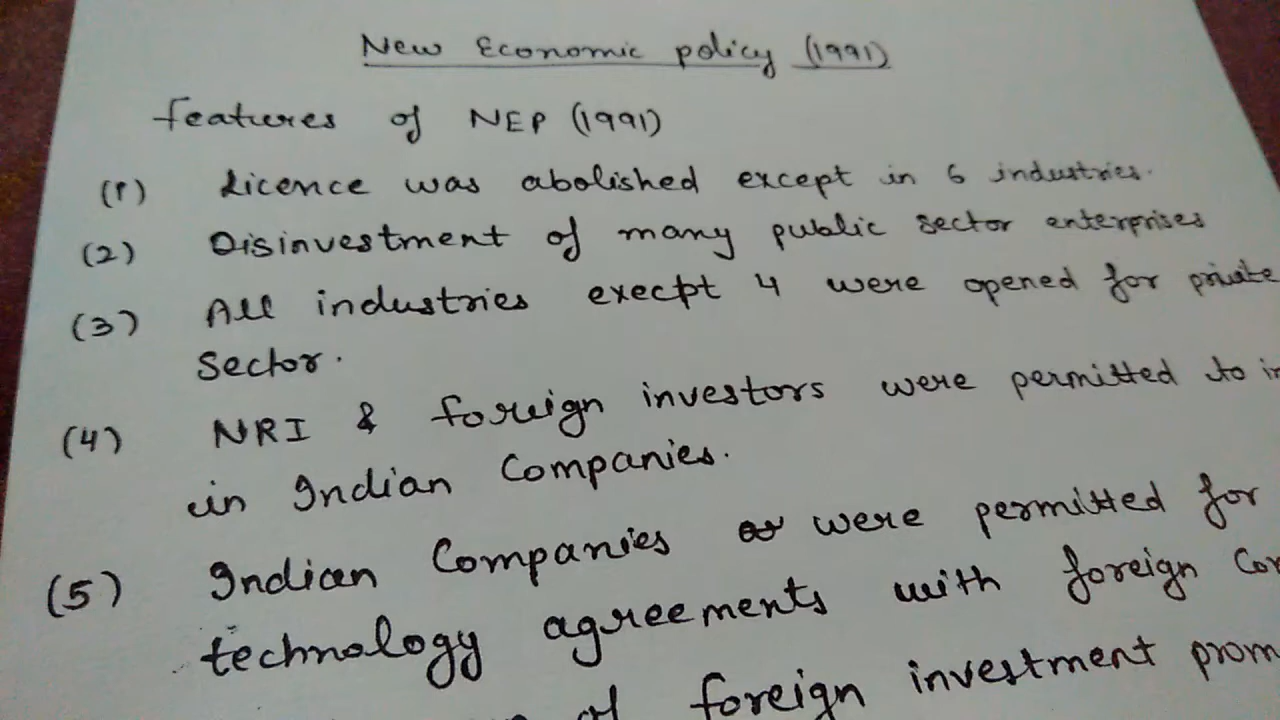 New Economic policy (1991)
features of NEP (1991)
(1) Licence was abolished except in 6 industries.
(2) Disinvestment of many public sector enterprises
(3) All industries execpt 4 were opened for private
Sector.
(4) NRI & foreign investors were permitted to
in Indian Companies.
(5) Indian Companies were permitted for
technology agreements with foreign
of foreign investment